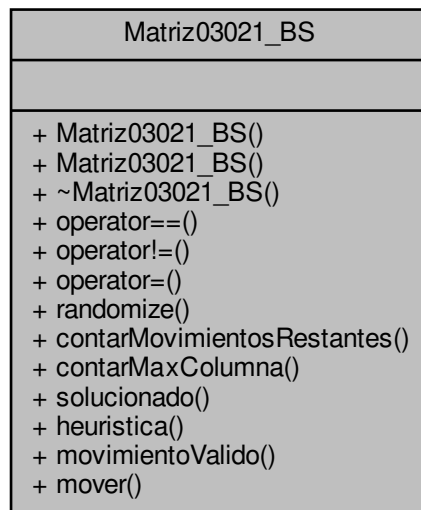 Matriz03021_BS
+ Matriz03021_BS()
+ Matriz03021_BS()
+ ~Matriz03021_BS()
+ operator==()
+ operator!=()
+ operator=()
+ randomize()
+ contarMovimientosRestantes()
+ contarMaxColumna()
+ solucionado()
+ heuristica()
+ movimientoValido()
+ mover()